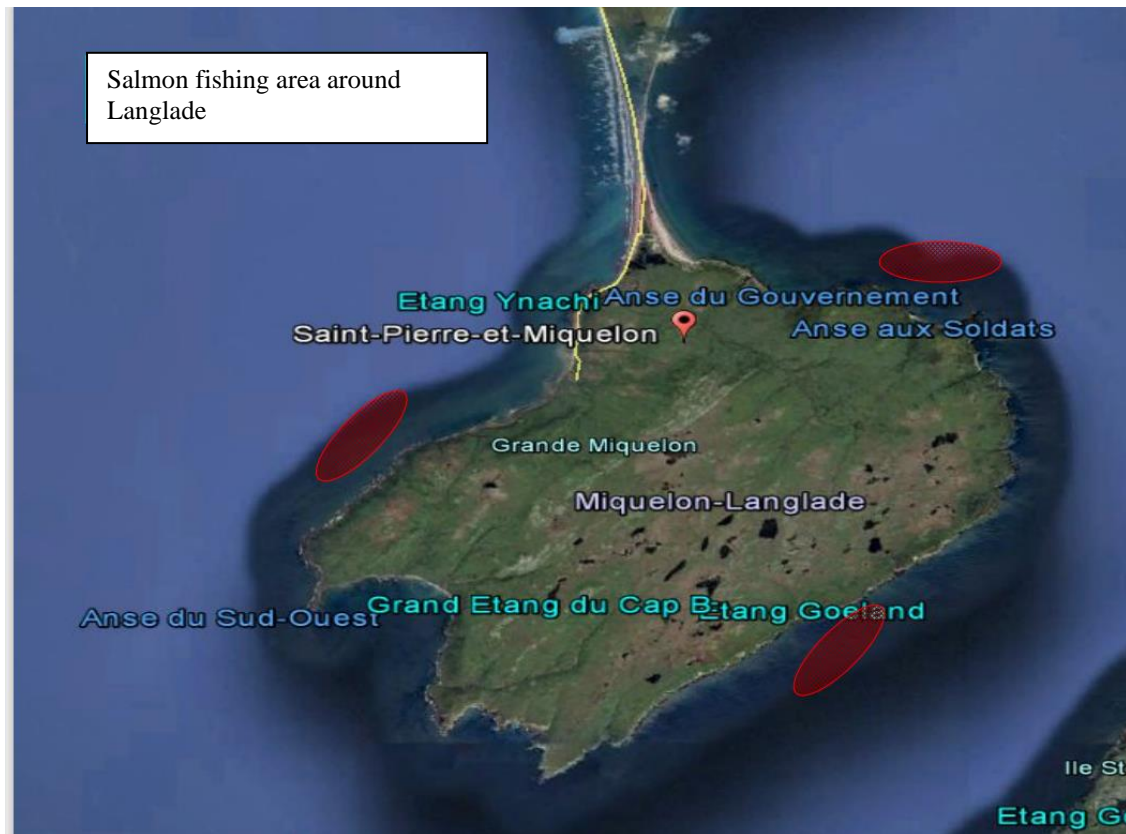 Salmon fishing area around
Langlade
Etang Ynachi
Anse du Gouvernement
Saint-Pierre-et-Miquelon
Anse aux Soldats
Grande Miquelon
Miquelon-Langlade
Anse du Sud-Ouest
Grand Etang du Cap B
Etang Goeland
Ile St
Etang G